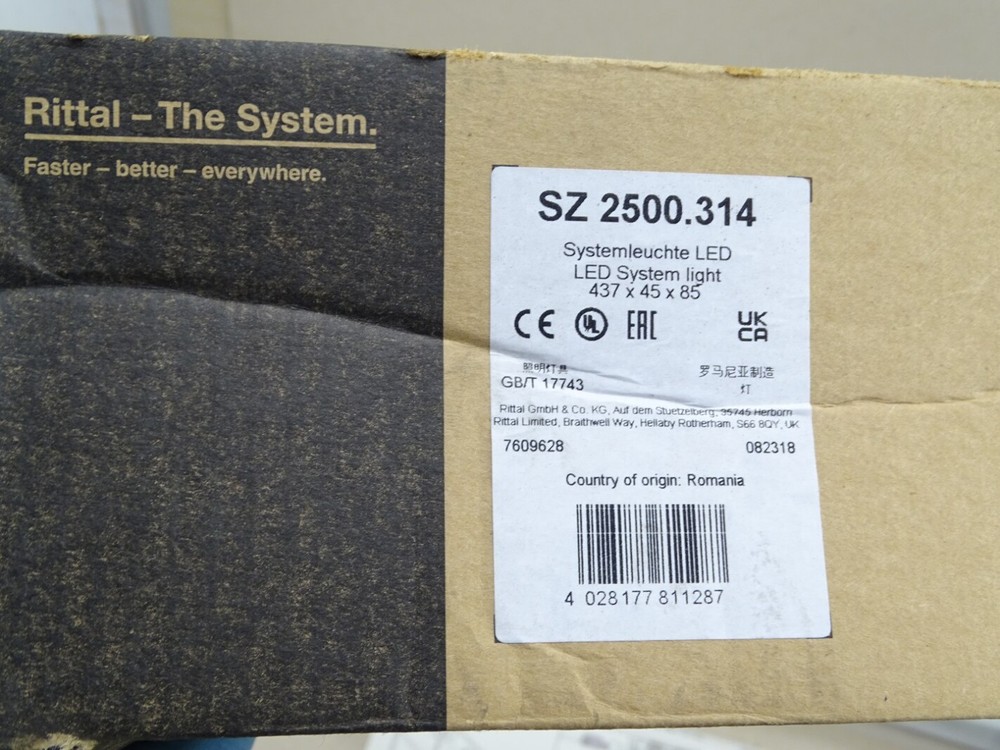 Rittal – The System.
Faster – better – everywhere.
SZ 2500.314
Systemleuchte LED
LED System light
437 x 45 x 85
CE UL EAC UK CA
照明灯具
GB/T 17743
罗马尼亚制造
灯
Rittal GmbH & Co. KG, Auf dem Stuetzelberg, 35745 Herborn
Rittal Limited, Braithwell Way, Hellaby Rotherham, S66 8QY, UK
7609628 082318
Country of origin: Romania
4 028177 811287